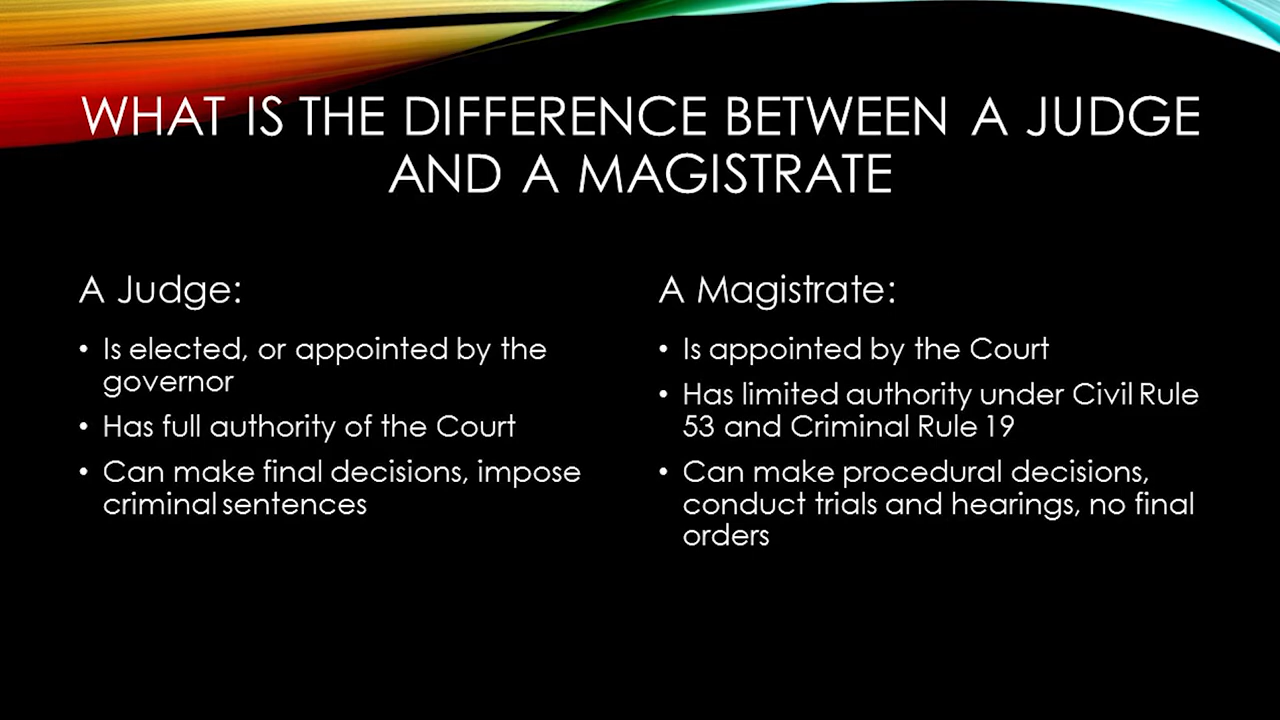 WHAT IS THE DIFFERENCE BETWEEN A JUDGE
AND A MAGISTRATE
A Judge:
• Is elected, or appointed by the
governor
• Has full authority of the Court
• Can make final decisions, impose
criminal sentences
A Magistrate:
• Is appointed by the Court
• Has limited authority under Civil Rule
53 and Criminal Rule 19
• Can make procedural decisions,
conduct trials and hearings, no final
orders